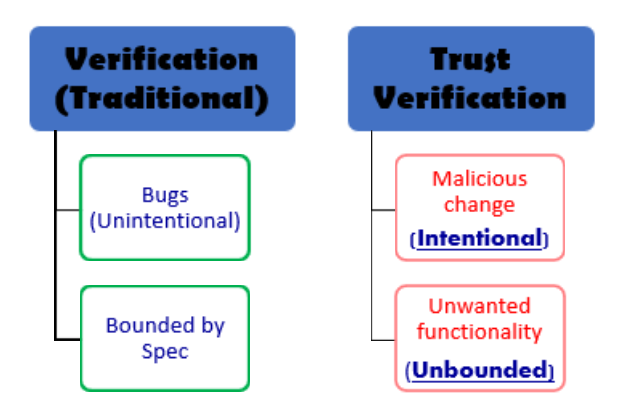 Verification
(Traditional)
Bugs
(Unintentional)
Bounded by
Spec
Trust
Verification
Malicious
change
(Intentional)
Unwanted
functionality
(Unbounded)